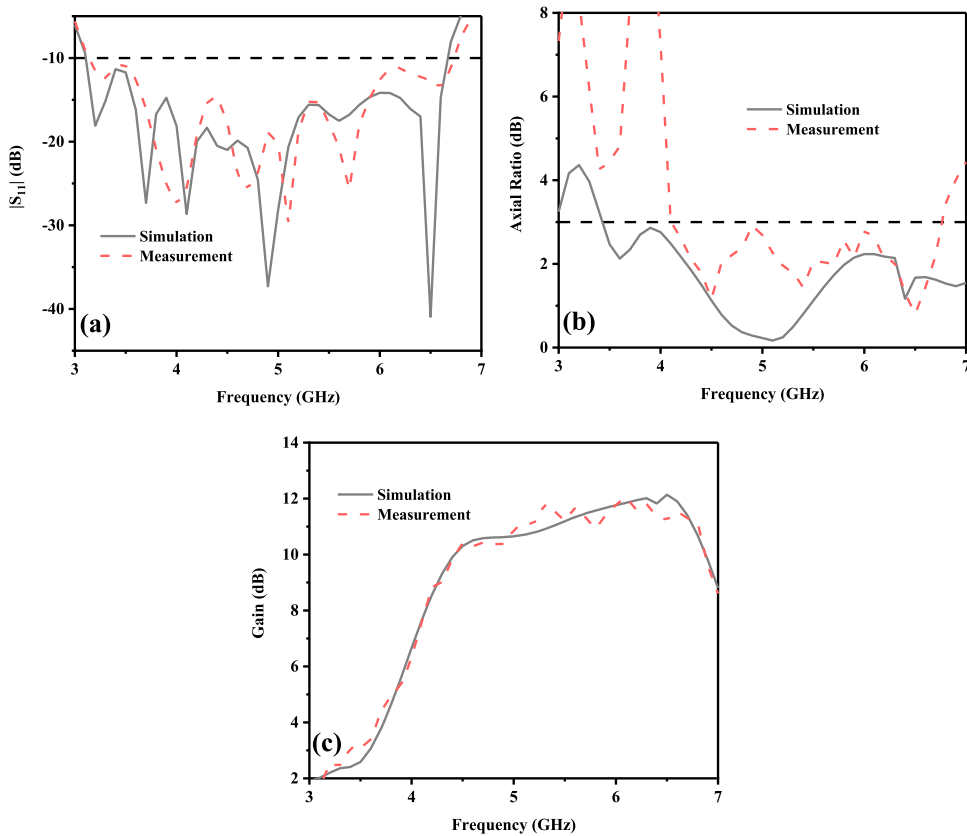 |S₁₁| (dB)
-10
-20
-30
-40
Simulation
Measurement
(a)
3 4 5 6 7
Frequency (GHz)
Axial Ratio (dB)
8
6
4
2
0
Simulation
Measurement
(b)
3 4 5 6 7
Frequency (GHz)
Gain (dB)
14
12
10
8
6
4
2
Simulation
Measurement
(c)
3 4 5 6 7
Frequency (GHz)